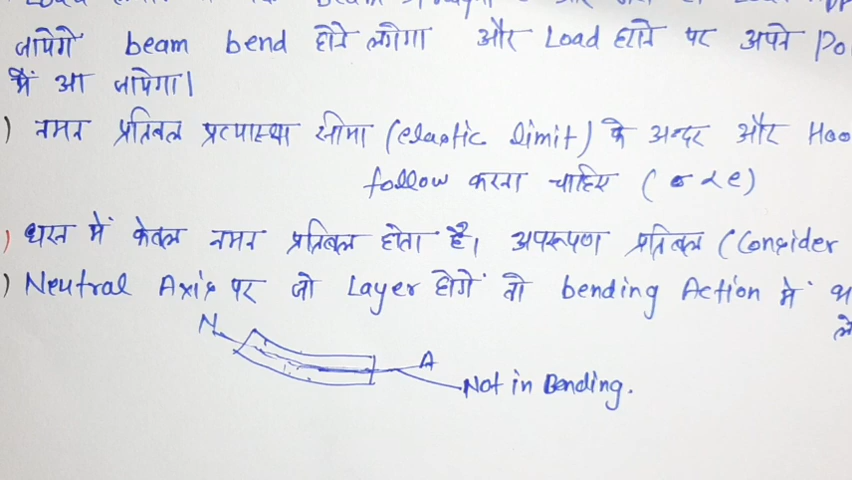 जायेगे beam bend होने लगेगा और Load हटाने पर अपने Po
में आ जायेगा।
) नमन प्रतिबल प्रत्यास्था सीमा (elastic limit) के अन्दर और Hoo
follow करना चाहिए (σ α e)
) धरन में केवल नमन प्रतिबल होता है। अपरूपण प्रतिबल (Consider
) Neutral Axis पर जो Layer होगें तो bending Action में भ
ले
N
A
Not in Bending.